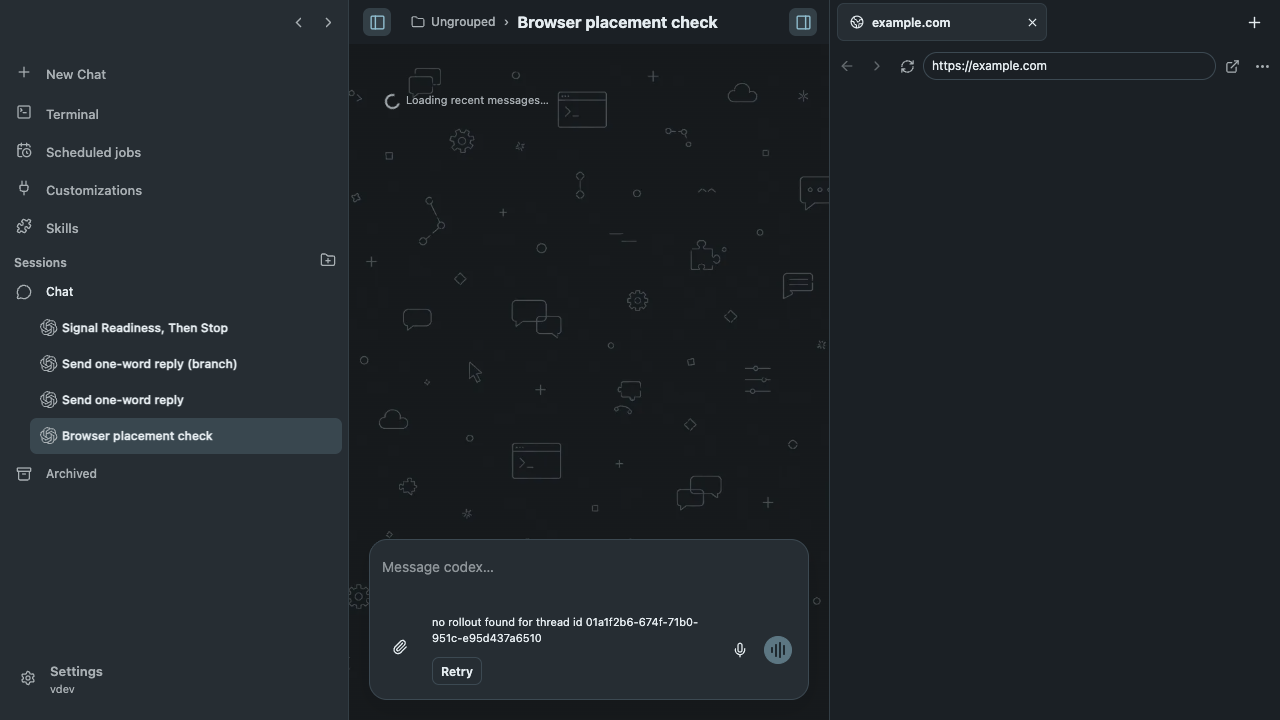 New Chat
Terminal
Scheduled jobs
Customizations
Skills
Sessions
Chat
Signal Readiness, Then Stop
Send one-word reply (branch)
Send one-word reply
Browser placement check
Archived
Settings
vdev
Ungrouped › Browser placement check
Loading recent messages...
Message codex...
no rollout found for thread id 01a1f2b6-674f-71b0-
951c-e95d437a6510
Retry
example.com
https://example.com